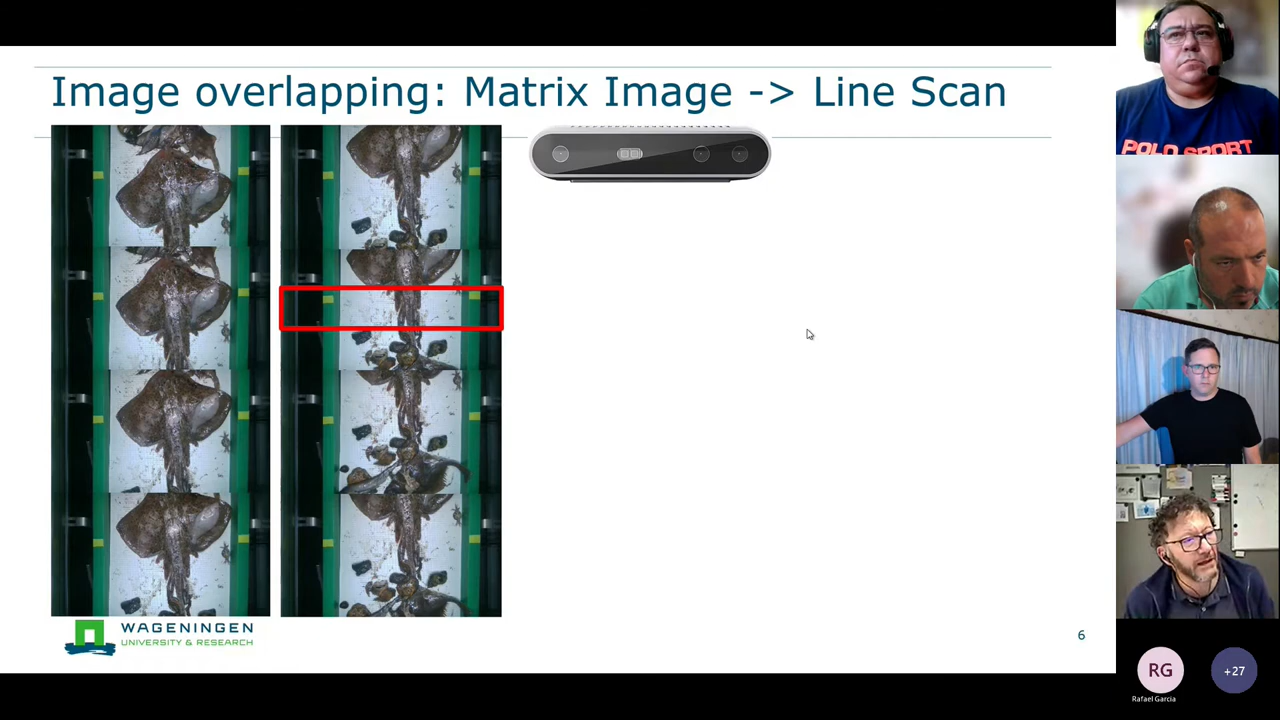 Image overlapping: Matrix Image -> Line Scan
WAGENINGEN
UNIVERSITY & RESEARCH
6
POLO SPORT
RG
Rafael Garcia
+27